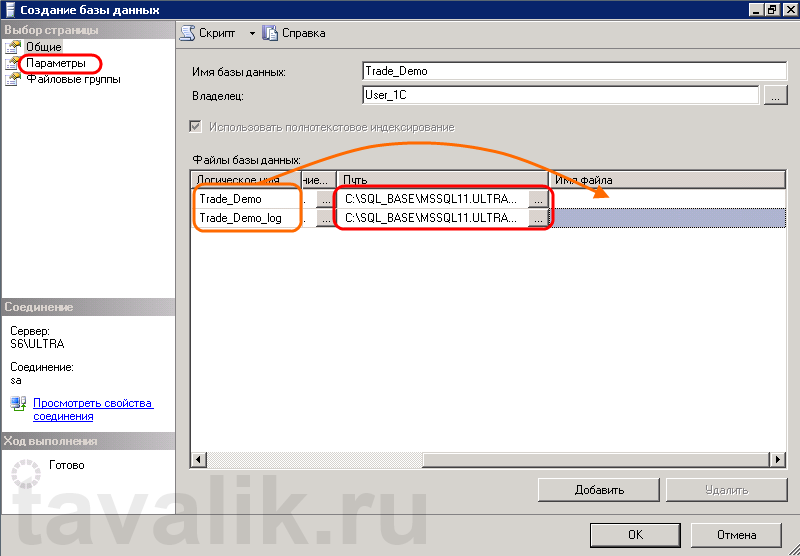 Создание базы данных
Выбор страницы
Общие
Параметры
Файловые группы
Скрипт
Справка
Имя базы данных:
Trade_Demo
Владелец:
User_1C
...
Использовать полнотекстовое индексирование
Файлы базы данных:
Логическое имя
ние...
Путь
Имя файла
Trade_Demo
...
C:\SQL_BASE\MSSQL11.ULTRA...
...
Trade_Demo_log
...
C:\SQL_BASE\MSSQL11.ULTRA...
...
Соединение
Сервер:
S6\ULTRA
Соединение:
sa
Просмотреть свойства
соединения
Ход выполнения
Готово
Добавить
Удалить
OK
Отмена
tavalik.ru